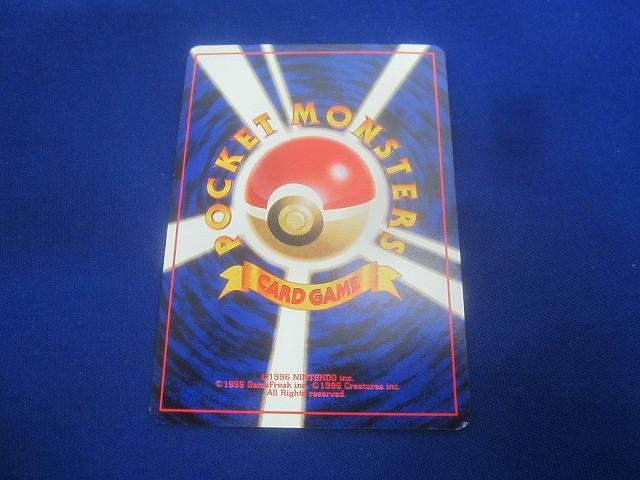 POCKET MONSTERS
CARD GAME
©1996 NINTENDO inc.
©1996 GameFreak inc. ©1996 Creatures inc.
All Rights reserved.